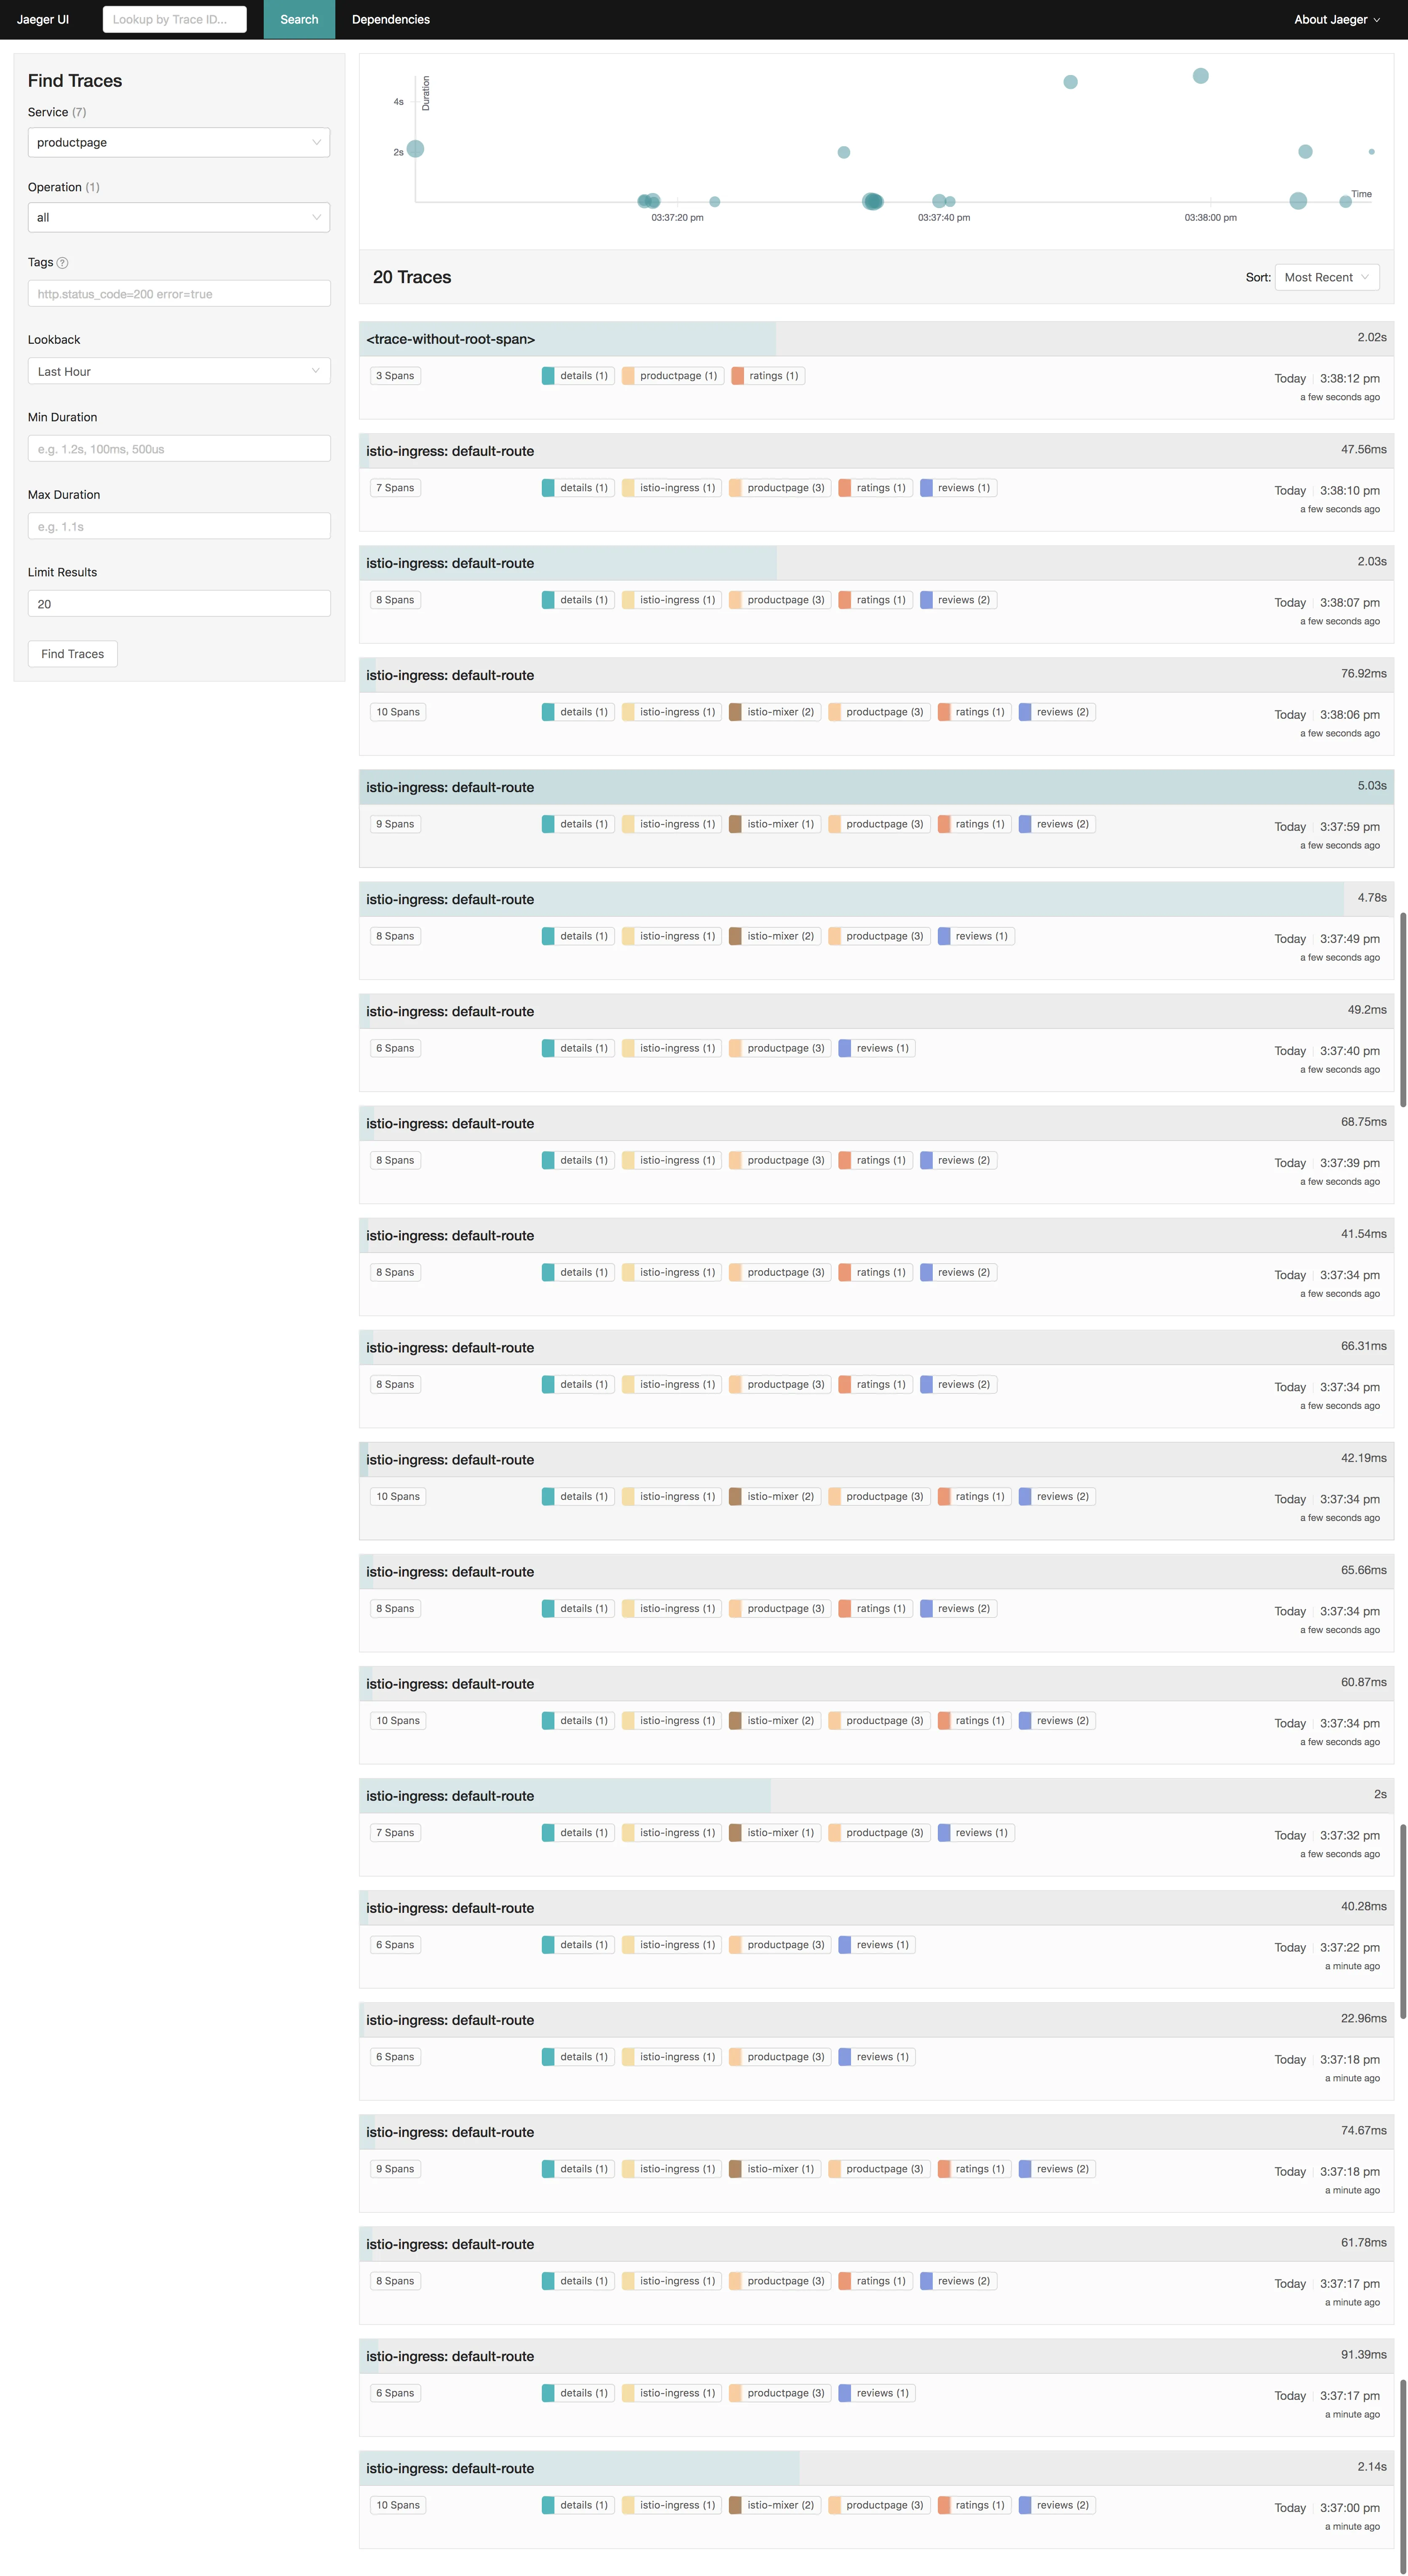 Jaeger UI Lookup by Trace ID... Search Dependencies About Jaeger
Find Traces
Service (7)
productpage
Operation (1)
all
Tags ?
http.status_code=200 error=true
Lookback
Last Hour
Min Duration
e.g. 1.2s, 100ms, 500us
Max Duration
e.g. 1.1s
Limit Results
20
Find Traces
Duration
4s
2s
Time
03:37:20 pm 03:37:40 pm 03:38:00 pm
20 Traces Sort: Most Recent
<trace-without-root-span> 2.02s
3 Spans details (1) productpage (1) ratings (1) Today 3:38:12 pm
a few seconds ago
istio-ingress: default-route 47.56ms
7 Spans details (1) istio-ingress (1) productpage (3) ratings (1) reviews (1) Today 3:38:10 pm
a few seconds ago
istio-ingress: default-route 2.03s
8 Spans details (1) istio-ingress (1) productpage (3) ratings (1) reviews (2) Today 3:38:07 pm
a few seconds ago
istio-ingress: default-route 76.92ms
10 Spans details (1) istio-ingress (1) istio-mixer (2) productpage (3) ratings (1) reviews (2) Today 3:38:06 pm
a few seconds ago
istio-ingress: default-route 5.03s
9 Spans details (1) istio-ingress (1) istio-mixer (1) productpage (3) ratings (1) reviews (2) Today 3:37:59 pm
a few seconds ago
istio-ingress: default-route 4.78s
8 Spans details (1) istio-ingress (1) istio-mixer (2) productpage (3) reviews (1) Today 3:37:49 pm
a few seconds ago
istio-ingress: default-route 49.2ms
6 Spans details (1) istio-ingress (1) productpage (3) reviews (1) Today 3:37:40 pm
a few seconds ago
istio-ingress: default-route 68.75ms
8 Spans details (1) istio-ingress (1) productpage (3) ratings (1) reviews (2) Today 3:37:39 pm
a few seconds ago
istio-ingress: default-route 41.54ms
8 Spans details (1) istio-ingress (1) productpage (3) ratings (1) reviews (2) Today 3:37:34 pm
a few seconds ago
istio-ingress: default-route 66.31ms
8 Spans details (1) istio-ingress (1) productpage (3) ratings (1) reviews (2) Today 3:37:34 pm
a few seconds ago
istio-ingress: default-route 42.19ms
10 Spans details (1) istio-ingress (1) istio-mixer (2) productpage (3) ratings (1) reviews (2) Today 3:37:34 pm
a few seconds ago
istio-ingress: default-route 65.66ms
8 Spans details (1) istio-ingress (1) productpage (3) ratings (1) reviews (2) Today 3:37:34 pm
a few seconds ago
istio-ingress: default-route 60.87ms
10 Spans details (1) istio-ingress (1) istio-mixer (2) productpage (3) ratings (1) reviews (2) Today 3:37:34 pm
a few seconds ago
istio-ingress: default-route 2s
7 Spans details (1) istio-ingress (1) istio-mixer (1) productpage (3) reviews (1) Today 3:37:32 pm
a few seconds ago
istio-ingress: default-route 40.28ms
6 Spans details (1) istio-ingress (1) productpage (3) reviews (1) Today 3:37:22 pm
a minute ago
istio-ingress: default-route 22.96ms
6 Spans details (1) istio-ingress (1) productpage (3) reviews (1) Today 3:37:18 pm
a minute ago
istio-ingress: default-route 74.67ms
9 Spans details (1) istio-ingress (1) istio-mixer (1) productpage (3) ratings (1) reviews (2) Today 3:37:18 pm
a minute ago
istio-ingress: default-route 61.78ms
8 Spans details (1) istio-ingress (1) productpage (3) ratings (1) reviews (2) Today 3:37:17 pm
a minute ago
istio-ingress: default-route 91.39ms
6 Spans details (1) istio-ingress (1) productpage (3) reviews (1) Today 3:37:17 pm
a minute ago
istio-ingress: default-route 2.14s
10 Spans details (1) istio-ingress (1) istio-mixer (2) productpage (3) ratings (1) reviews (2) Today 3:37:00 pm
a minute ago